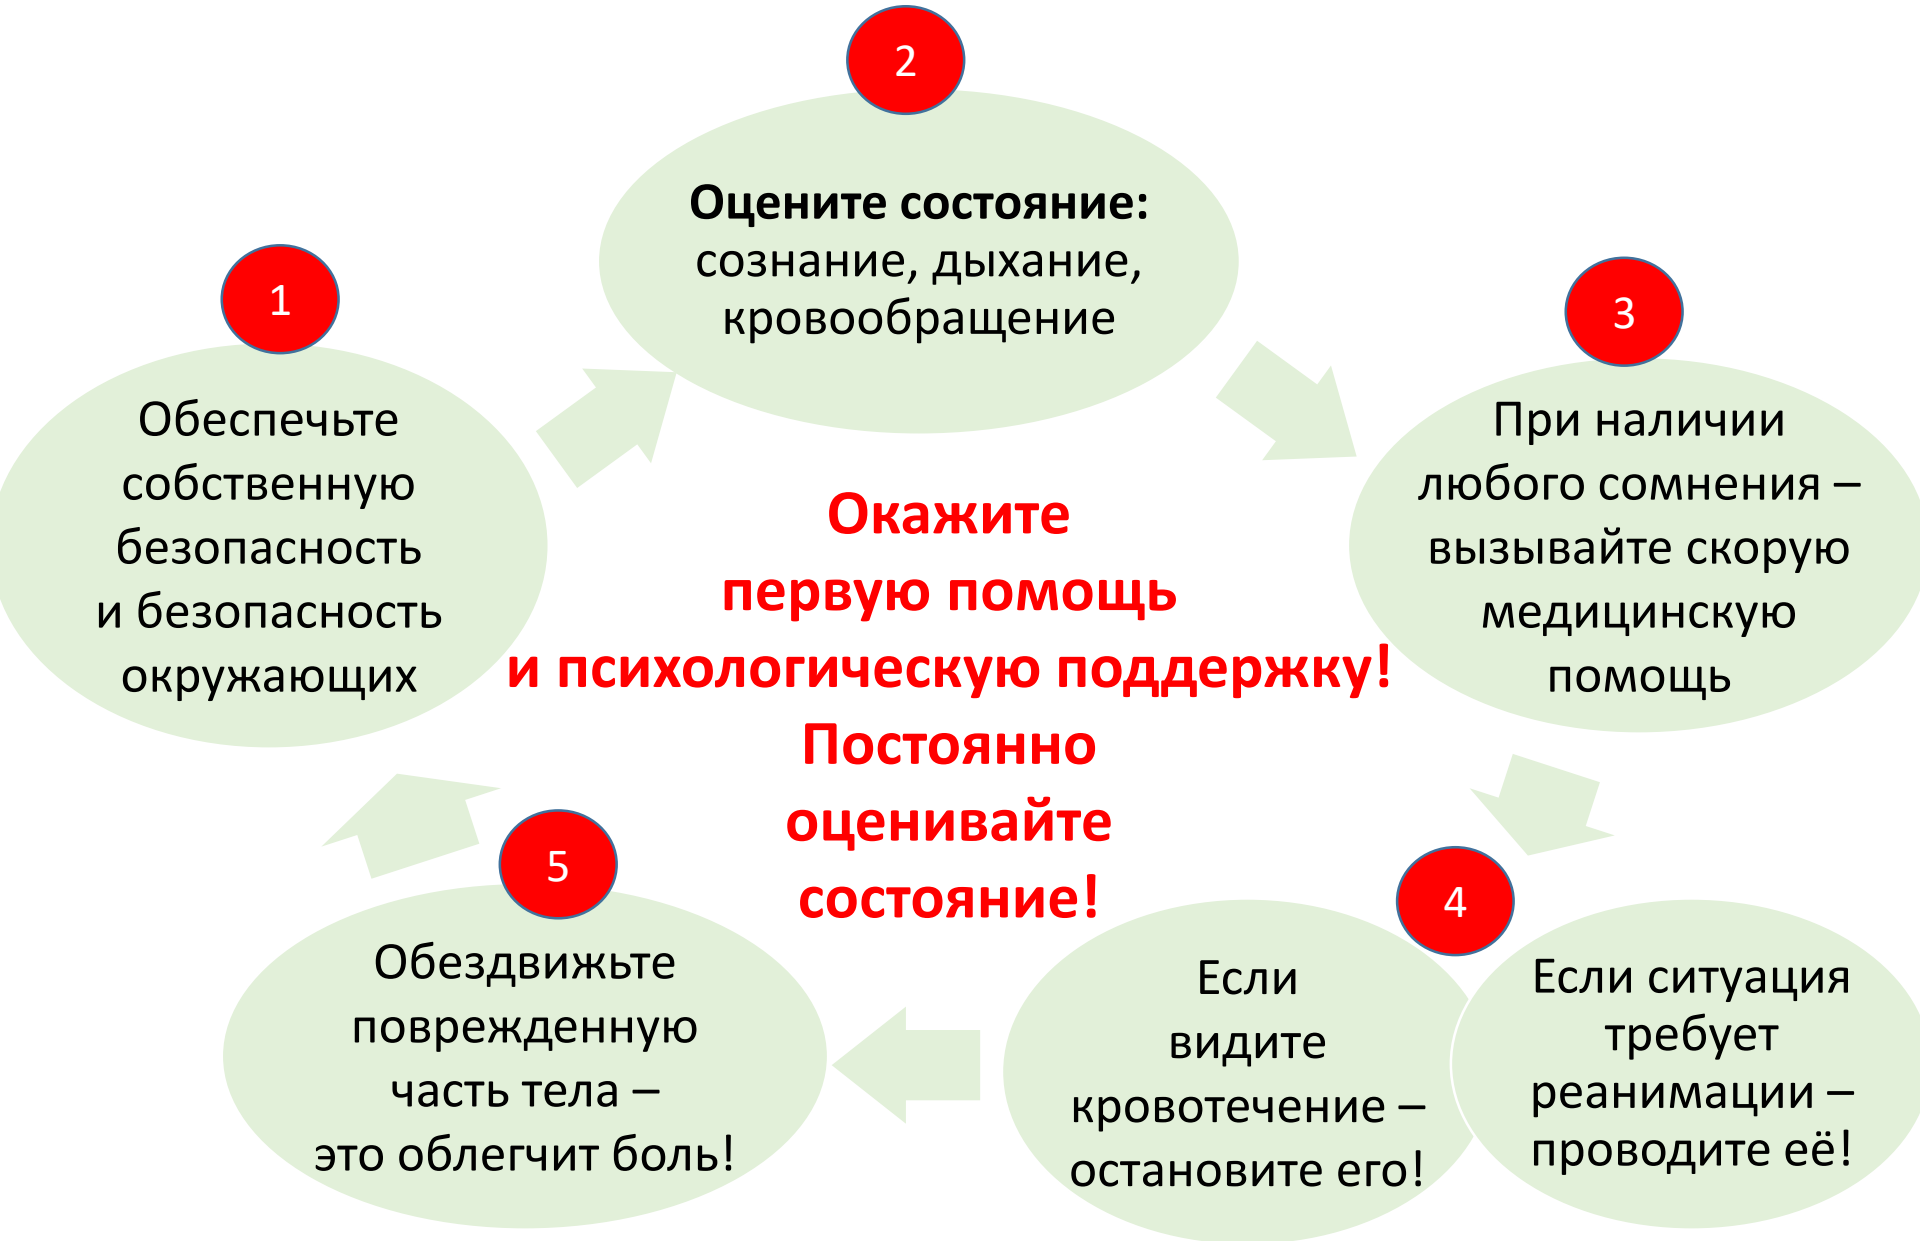 1
Обеспечьте
собственную
безопасность
и безопасность
окружающих
2
Оцените состояние:
сознание, дыхание,
кровообращение
3
При наличии
любого сомнения –
вызывайте скорую
медицинскую
помощь
4
Если
видите
кровотечение –
остановите его!
Если ситуация
требует
реанимации –
проводите её!
5
Обездвижьте
поврежденную
часть тела –
это облегчит боль!
Окажите
первую помощь
и психологическую поддержку!
Постоянно
оценивайте
состояние!